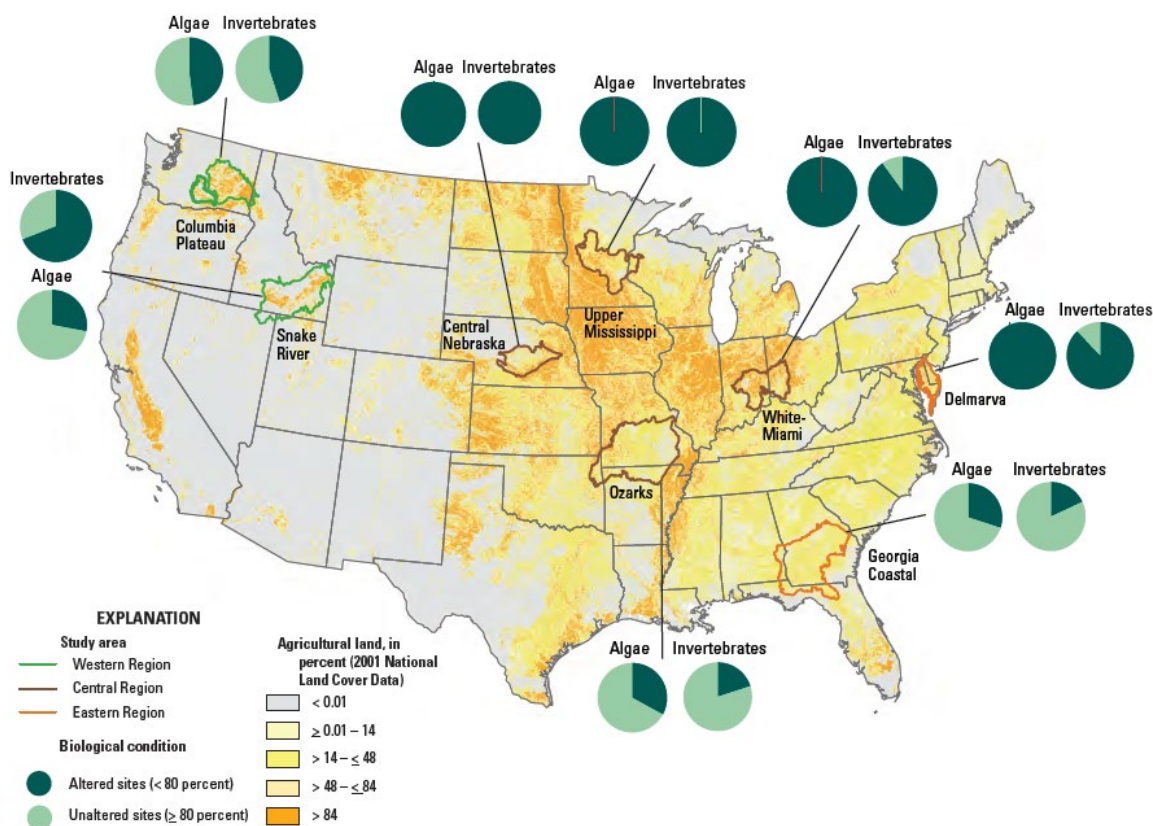 Algae Invertebrates
Algae Invertebrates
Algae Invertebrates
Algae Invertebrates
Invertebrates
Algae
Columbia
Plateau
Snake
River
Central
Nebraska
Upper
Mississippi
White-
Miami
Ozarks
Algae Invertebrates
Delmarva
Algae Invertebrates
Georgia
Coastal
Algae Invertebrates
EXPLANATION
Study area
Western Region
Central Region
Eastern Region
Biological condition
Altered sites (< 80 percent)
Unaltered sites (≥ 80 percent)
Agricultural land, in
percent (2001 National
Land Cover Data)
< 0.01
≥ 0.01 – 14
> 14 – ≤ 48
> 48 – ≤ 84
> 84